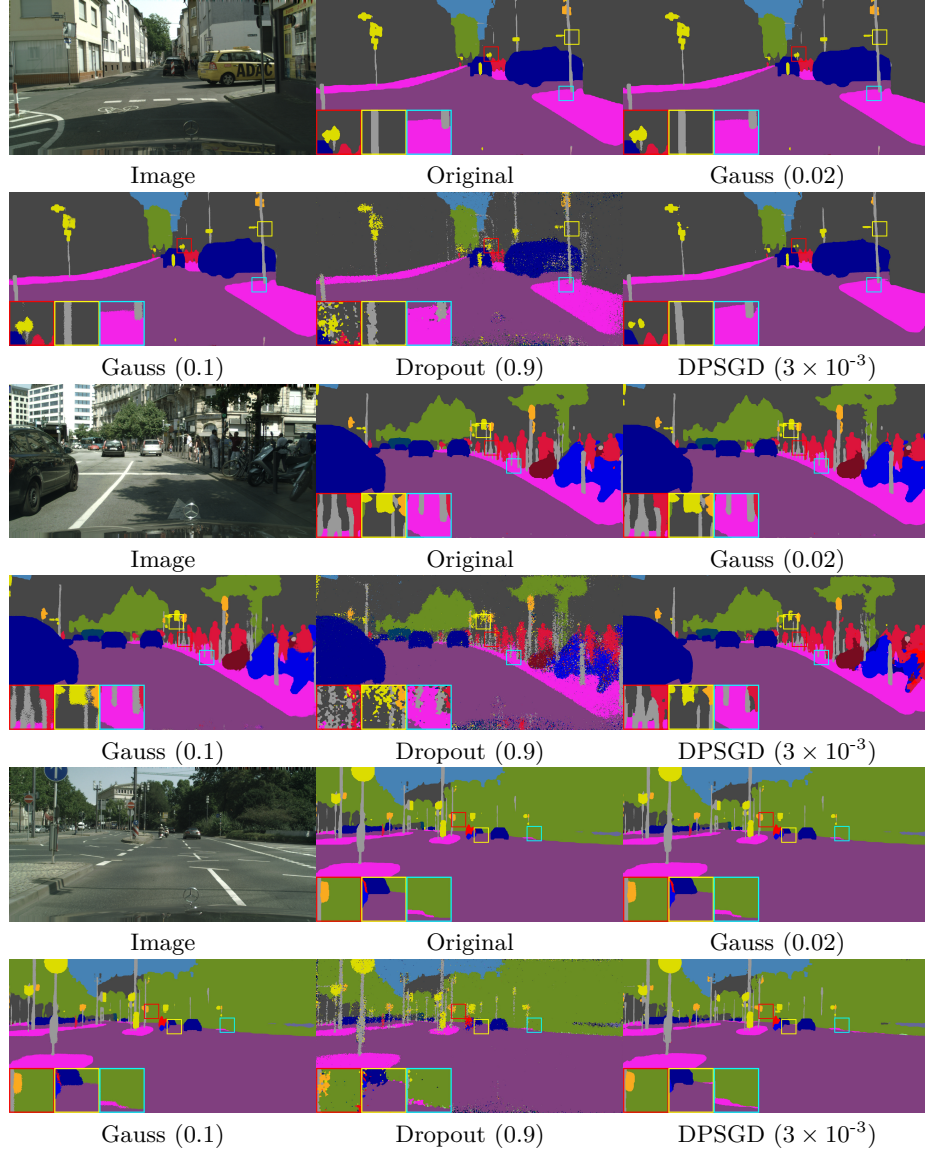 ADAC
Image Original Gauss (0.02)
Gauss (0.1) Dropout (0.9) DPSGD (3 × 10⁻³)
Image Original Gauss (0.02)
Gauss (0.1) Dropout (0.9) DPSGD (3 × 10⁻³)
Image Original Gauss (0.02)
Gauss (0.1) Dropout (0.9) DPSGD (3 × 10⁻³)